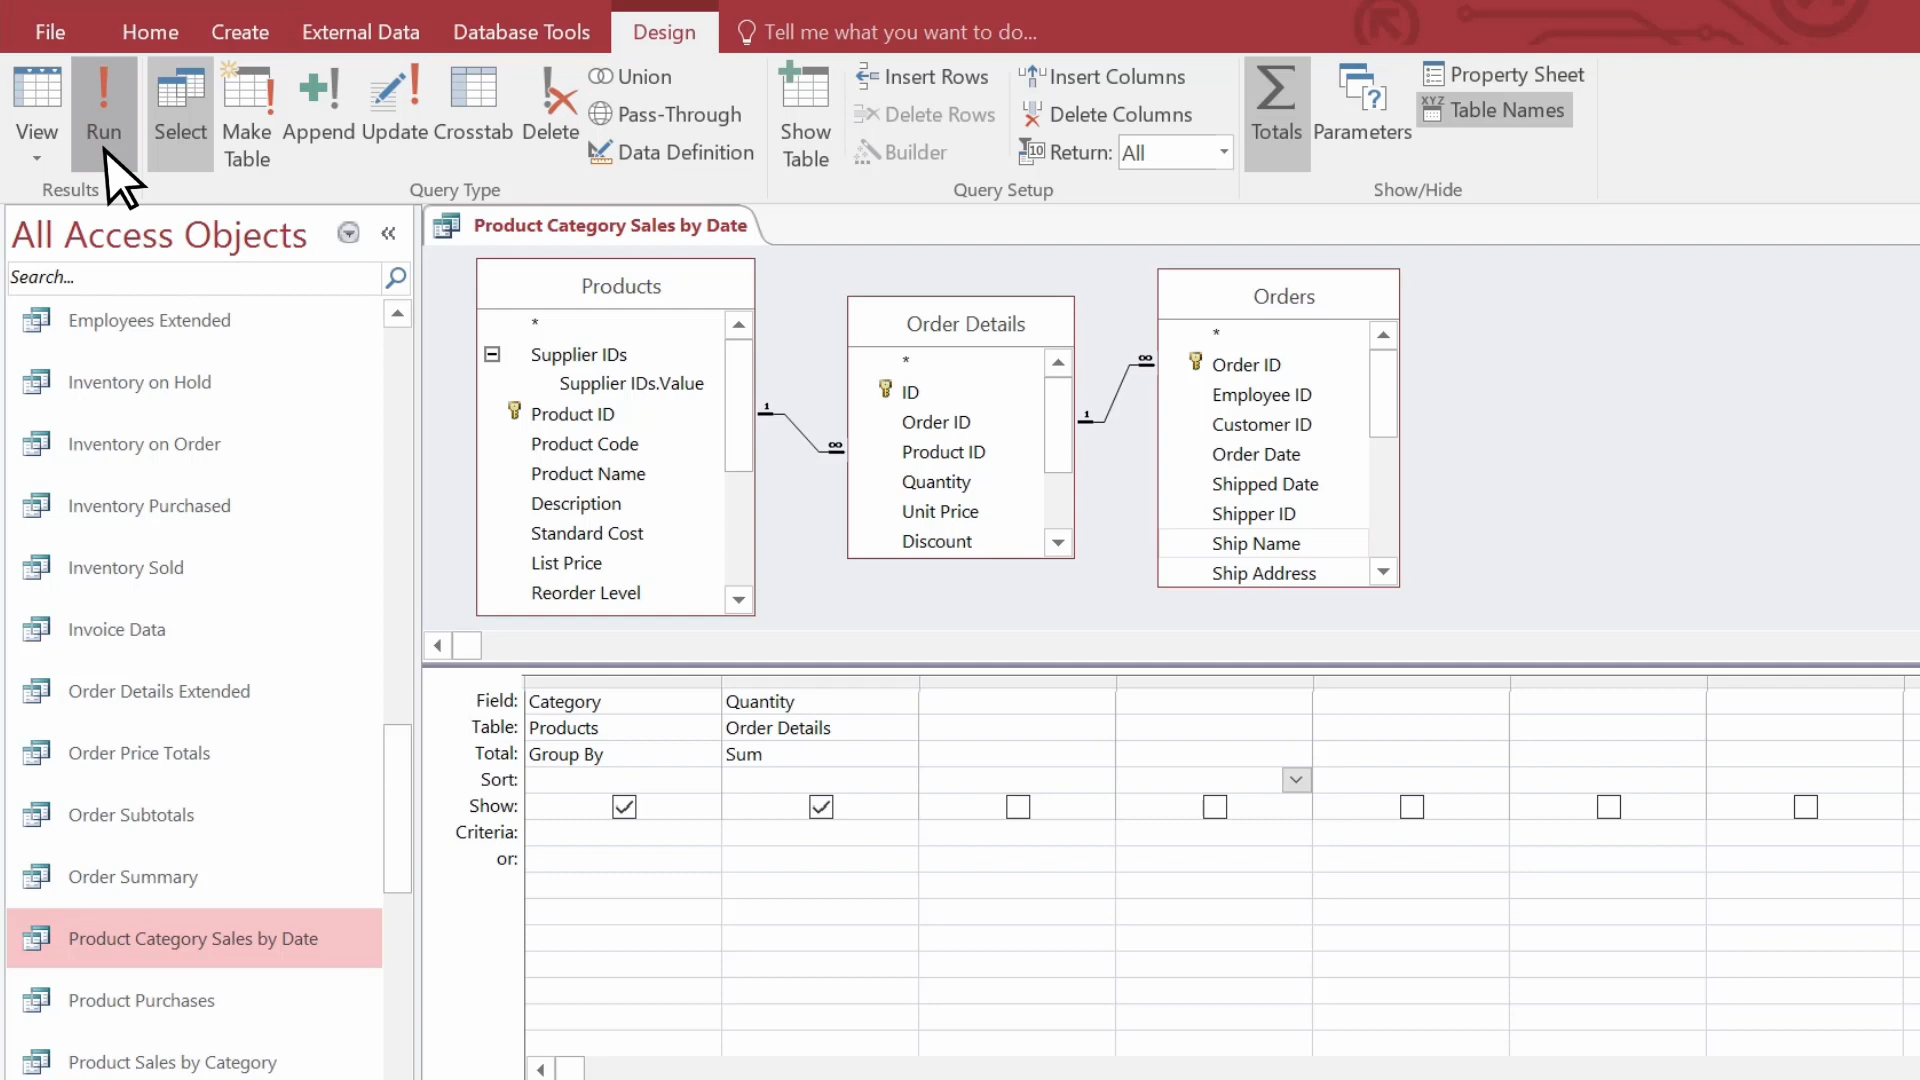 File Home Create External Data Database Tools Design Tell me what you want to do...
View Run Select Make Table Append Update Crosstab Delete
Union
Pass-Through
Data Definition
Show Table
Insert Rows
Delete Rows
Builder
Insert Columns
Delete Columns
10 Return: All
Totals Parameters
Property Sheet
XYZ Table Names
Results Query Type Query Setup Show/Hide
All Access Objects
Search...
Employees Extended
Inventory on Hold
Inventory on Order
Inventory Purchased
Inventory Sold
Invoice Data
Order Details Extended
Order Price Totals
Order Subtotals
Order Summary
Product Category Sales by Date
Product Purchases
Product Sales by Category
Product Category Sales by Date
Products
*
Supplier IDs
Supplier IDs.Value
Product ID
Product Code
Product Name
Description
Standard Cost
List Price
Reorder Level
1 ∞
Order Details
*
ID
Order ID
Product ID
Quantity
Unit Price
Discount
1 ∞
Orders
*
Order ID
Employee ID
Customer ID
Order Date
Shipped Date
Shipper ID
Ship Name
Ship Address
Field: Category Quantity
Table: Products Order Details
Total: Group By Sum
Sort:
Show:
Criteria:
or: